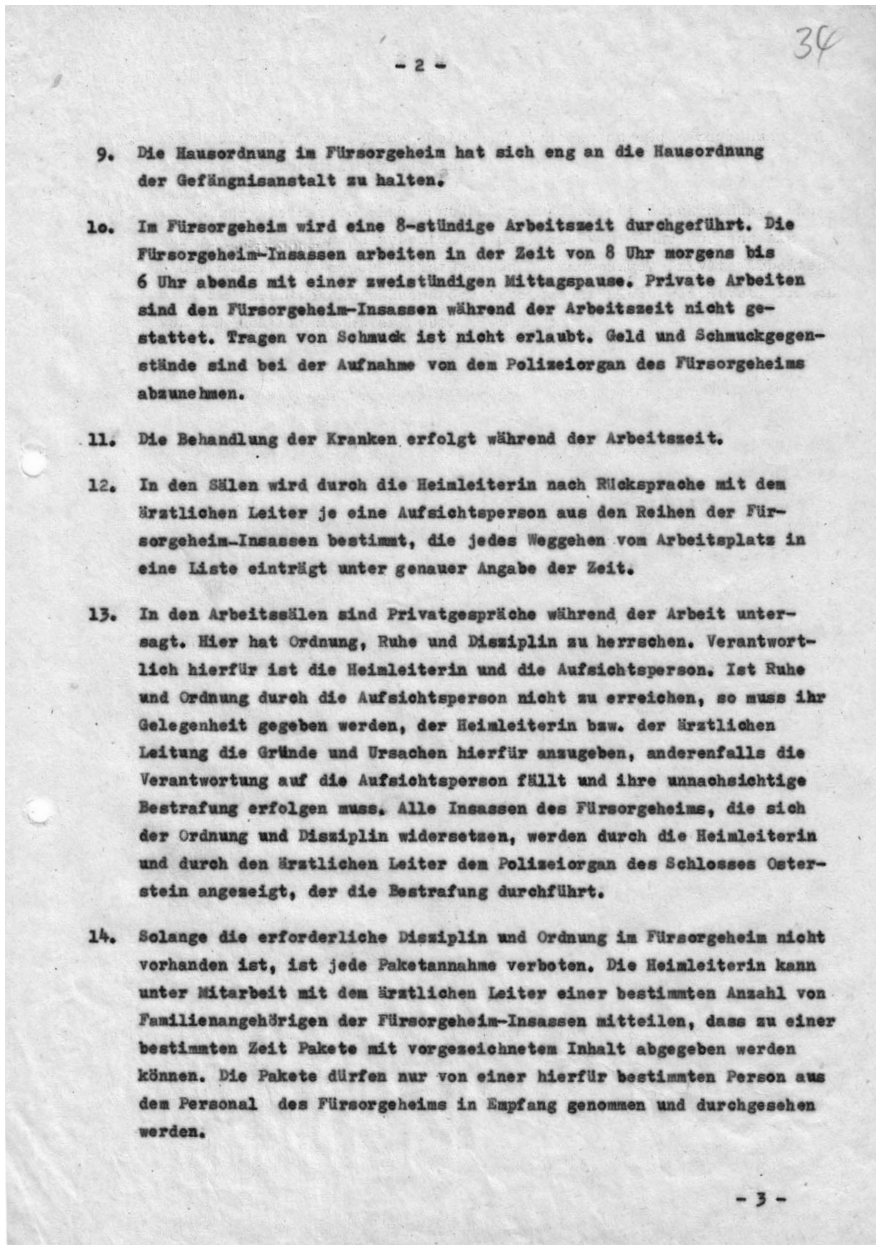 34
- 2 -
9. Die Hausordnung im Fürsorgeheim hat sich eng an die Hausordnung
der Gefängnisanstalt zu halten.
1o. Im Fürsorgeheim wird eine 8-stündige Arbeitszeit durchgeführt. Die
Fürsorgeheim-Insassen arbeiten in der Zeit von 8 Uhr morgens bis
6 Uhr abends mit einer zweistündigen Mittagspause. Private Arbeiten
sind den Fürsorgeheim-Insassen während der Arbeitszeit nicht ge-
stattet. Tragen von Schmuck ist nicht erlaubt. Geld und Schmuckgegen-
stände sind bei der Aufnahme von dem Polizeiorgan des Fürsorgeheims
abzunehmen.
11. Die Behandlung der Kranken erfolgt während der Arbeitszeit.
12. In den Sälen wird durch die Heimleiterin nach Rücksprache mit dem
ärztlichen Leiter je eine Aufsichtsperson aus den Reihen der Für-
sorgeheim-Insassen bestimmt, die jedes Weggehen vom Arbeitsplatz in
eine Liste einträgt unter genauer Angabe der Zeit.
13. In den Arbeitssälen sind Privatgespräche während der Arbeit unter-
sagt. Hier hat Ordnung, Ruhe und Disziplin zu herrschen. Verantwort-
lich hierfür ist die Heimleiterin und die Aufsichtsperson. Ist Ruhe
und Ordnung durch die Aufsichtsperson nicht zu erreichen, so muss ihr
Gelegenheit gegeben werden, der Heimleiterin bzw. der ärztlichen
Leitung die Gründe und Ursachen hierfür anzugeben, anderenfalls die
Verantwortung auf die Aufsichtsperson fällt und ihre unnachsichtige
Bestrafung erfolgen muss. Alle Insassen des Fürsorgeheims, die sich
der Ordnung und Disziplin widersetzen, werden durch die Heimleiterin
und durch den ärztlichen Leiter dem Polizeiorgan des Schlosses Oster-
stein angezeigt, der die Bestrafung durchführt.
14. Solange die erforderliche Disziplin und Ordnung im Fürsorgeheim nicht
vorhanden ist, ist jede Paketannahme verboten. Die Heimleiterin kann
unter Mitarbeit mit dem ärztlichen Leiter einer bestimmten Anzahl von
Familienangehörigen der Fürsorgeheim-Insassen mitteilen, dass zu einer
bestimmten Zeit Pakete mit vorgezeichnetem Inhalt abgegeben werden
können. Die Pakete dürfen nur von einer hierfür bestimmten Person aus
dem Personal des Fürsorgeheims in Empfang genommen und durchgesehen
werden.
- 3 -